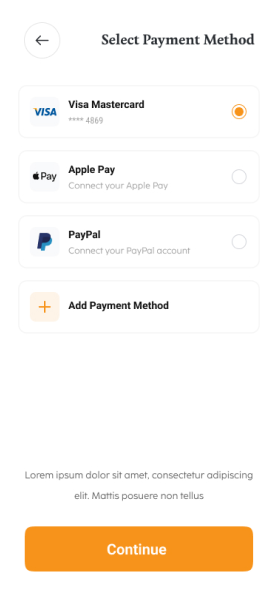 Select Payment Method
VISA
Visa Mastercard
**** 4869
Pay
Apple Pay
Connect your Apple Pay
PayPal
Connect your PayPal account
Add Payment Method
Lorem ipsum dolor sit amet, consectetur adipiscing
elit. Mattis posuere non tellus
Continue